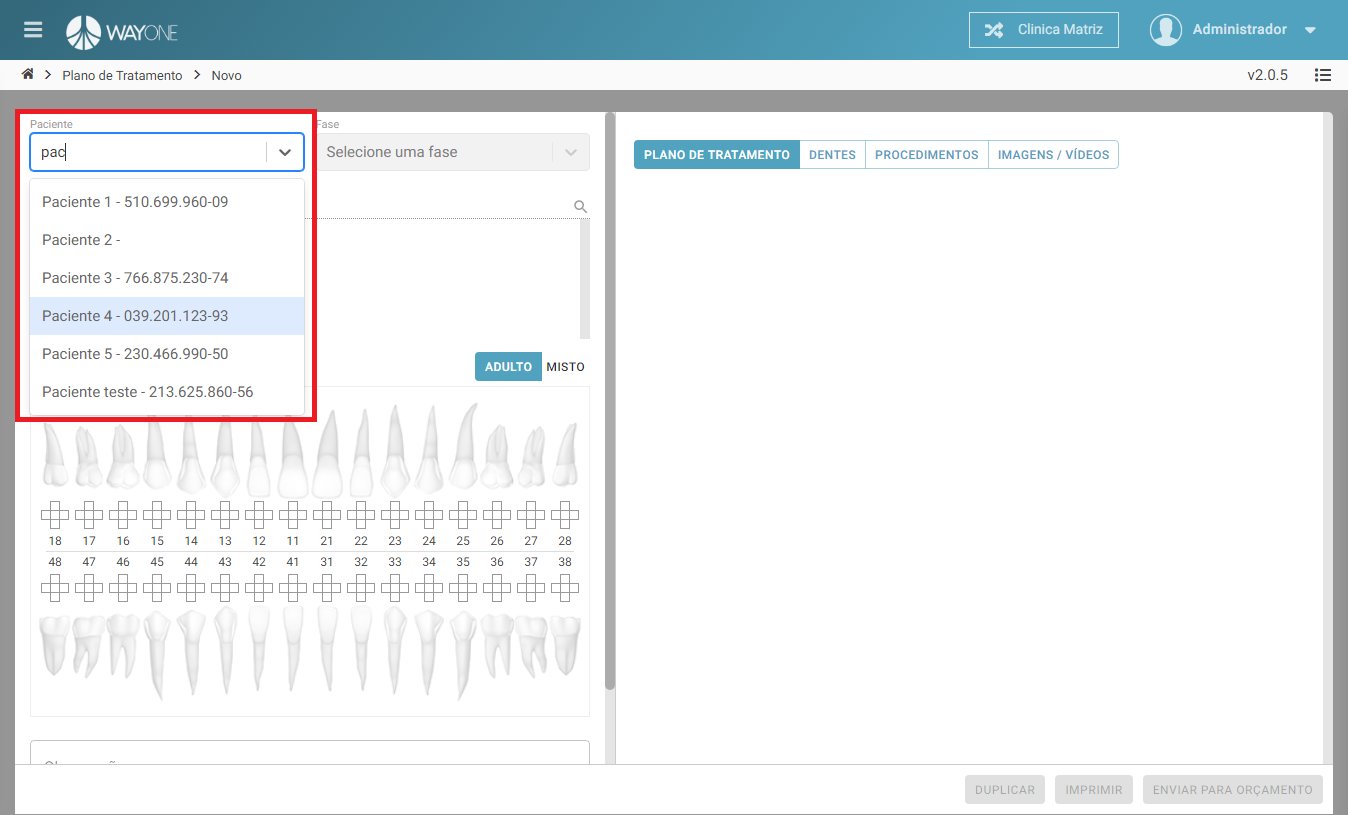 WAYONE
Clinica Matriz
Administrador
Plano de Tratamento
Novo
v2.0.5
Paciente
Fase
pac
Selecione uma fase
Paciente 1 - 510.699.960-09
Paciente 2 -
Paciente 3 - 766.875.230-74
Paciente 4 - 039.201.123-93
Paciente 5 - 230.466.990-50
Paciente teste - 213.625.860-56
PLANO DE TRATAMENTO DENTES PROCEDIMENTOS IMAGENS / VÍDEOS
ADULTO MISTO
18 17 16 15 14 13 12 11 21 22 23 24 25 26 27 28
48 47 46 45 44 43 42 41 31 32 33 34 35 36 37 38
DUPLICAR IMPRIMIR ENVIAR PARA ORÇAMENTO